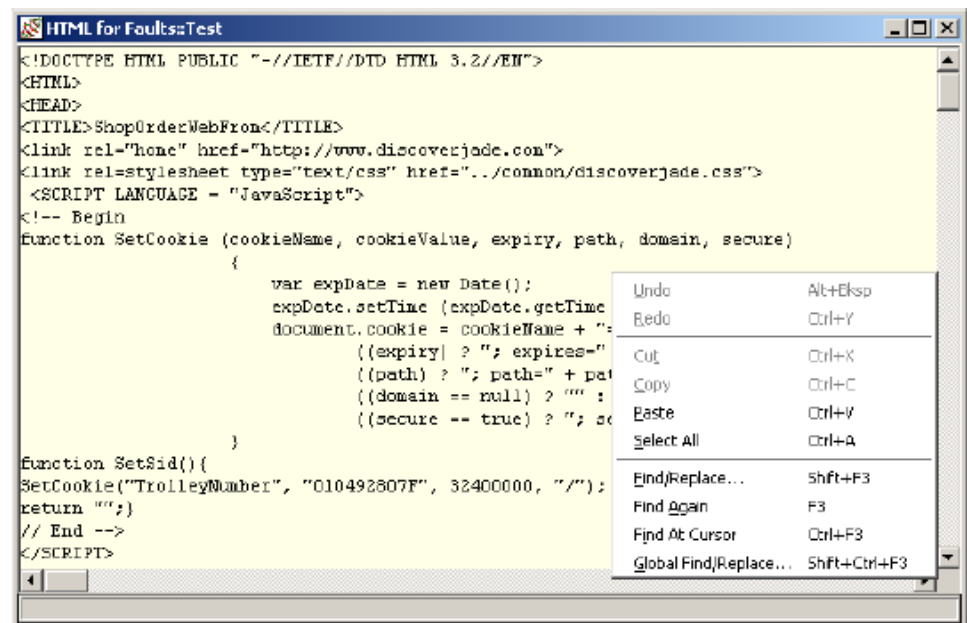 HTML for Faults::Test
<!DOCTYPE HTML PUBLIC "-//IETF//DTD HTML 3.2//EN">
<HTML>
<HEAD>
<TITLE>ShopOrderWebFron</TITLE>
<link rel="home" href="http://www.discoverjade.com">
<link rel=stylesheet type="text/css" href="../common/discoverjade.css">
<SCRIPT LANGUAGE = "JavaScript">
<!-- Begin
function SetCookie (cookieName, cookieValue, expiry, path, domain, secure)
{
var expDate = new Date();
expDate.setTime (expDate.getTime
document.cookie = cookieName + "=
((expiry| ? "; expires="
((path) ? "; path=" + pat
((domain == null) ? "" :
((secure == true) ? "; se
}
function SetSid(){
SetCookie("TrolleyNumber", "010492807F", 32400000, "/");
return "";}
// End -->
</SCRIPT>
Undo Alt+Bksp
Redo Ctrl+Y
Cut Ctrl+X
Copy Ctrl+C
Paste Ctrl+V
Select All Ctrl+A
Find/Replace... Shift+F3
Find Again F3
Find At Cursor Ctrl+F3
Global Find/Replace... Shift+Ctrl+F3